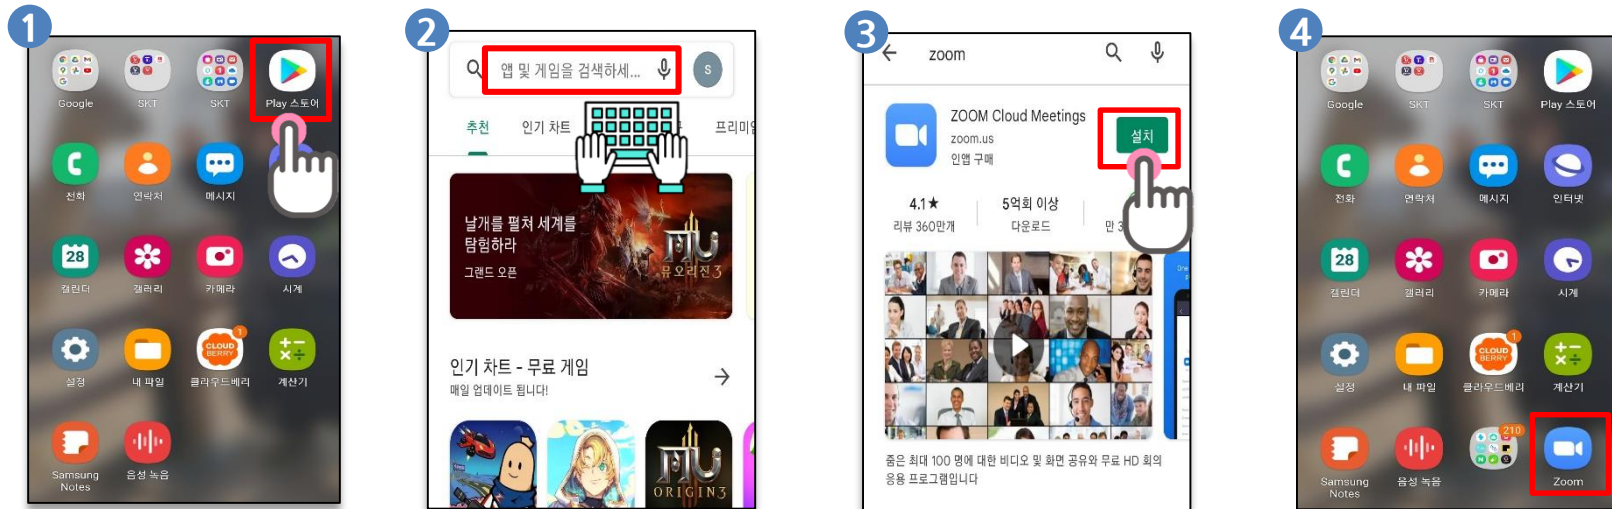 1
Google
SKT
SKT
Play 스토어
전화
연락처
메시지
28
캘린더
갤러리
카메라
시계
CLOUD
BERRY
1
설정
내 파일
클라우드베리
계산기
Samsung
Notes
음성 녹음
2
앱 및 게임을 검색하세...
S
추천
인기 차트
프리미엄
날개를 펼쳐 세계를
탐험하라
그랜드 오픈
MU
뮤오리진3
인기 차트 - 무료 게임
매일 업데이트 됩니다!
MU
ORIGIN3
3
zoom
ZOOM Cloud Meetings
zoom.us
인앱 구매
설치
4.1★
리뷰 360만개
5억회 이상
다운로드
만 3
줌은 최대 100 명에 대한 비디오 및 화면 공유와 무료 HD 회의
응용 프로그램입니다
4
Google
SKT
SKT
Play 스토어
전화
연락처
메시지
인터넷
28
캘린더
갤러리
카메라
시계
CLOUD
BERRY
1
설정
내 파일
클라우드베리
계산기
210
Samsung
Notes
음성 녹음
Zoom